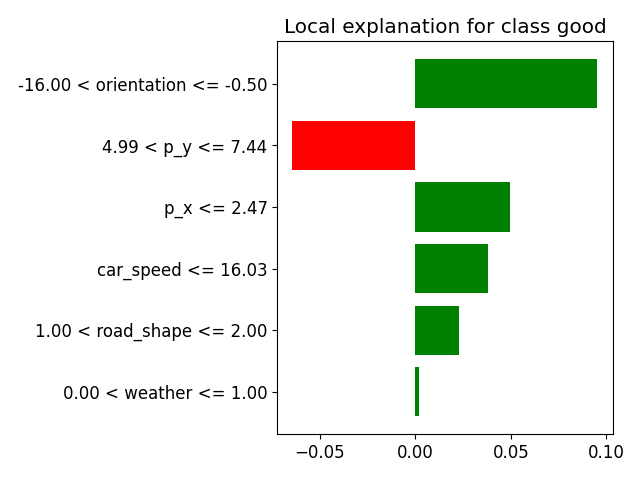 Local explanation for class good
-16.00 < orientation <= -0.50
4.99 < p_y <= 7.44
p_x <= 2.47
car_speed <= 16.03
1.00 < road_shape <= 2.00
0.00 < weather <= 1.00
−0.05 0.00 0.05 0.10